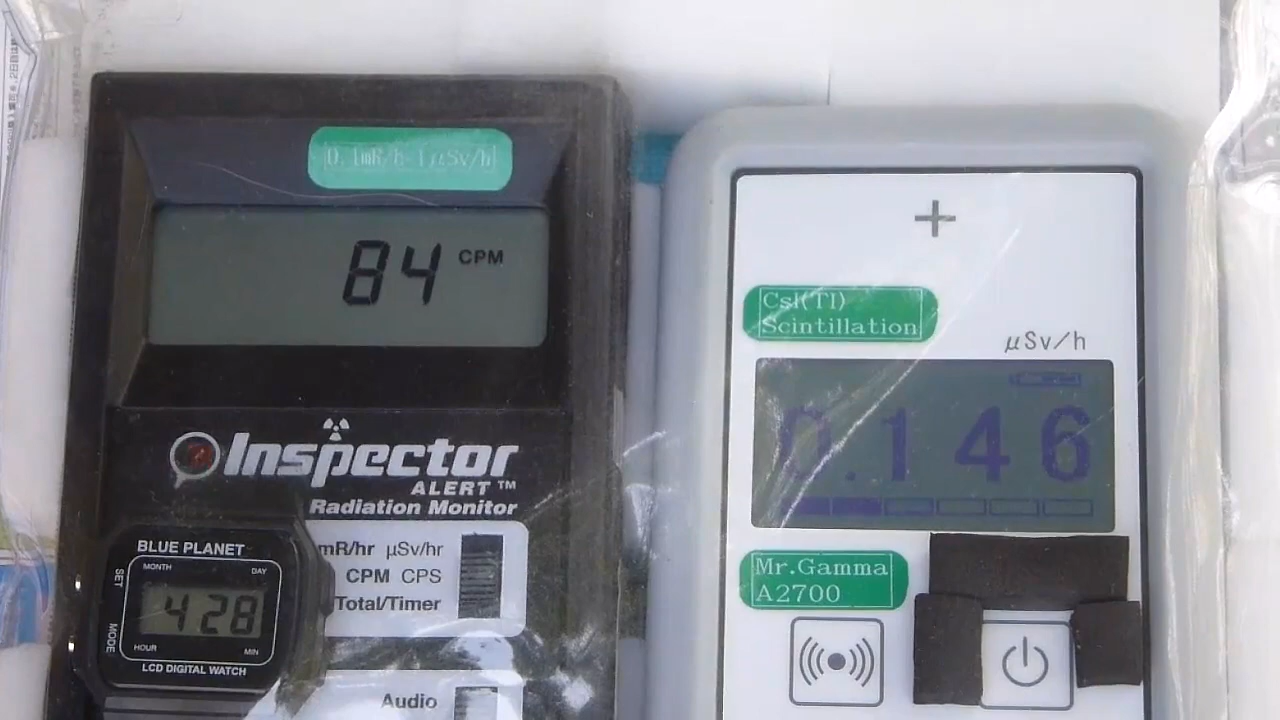 0.1mR/h=1μSv/h
84 CPM
Inspector
ALERT™
Radiation Monitor
mR/hr μSv/hr
CPM CPS
Total/Timer
Audio
BLUE PLANET
MONTH DAY
SET
4 28
MODE
HOUR MIN
LCD DIGITAL WATCH
+
CsI(Tl)
Scintillation
μSv/h
0.146
Mr.Gamma
A2700